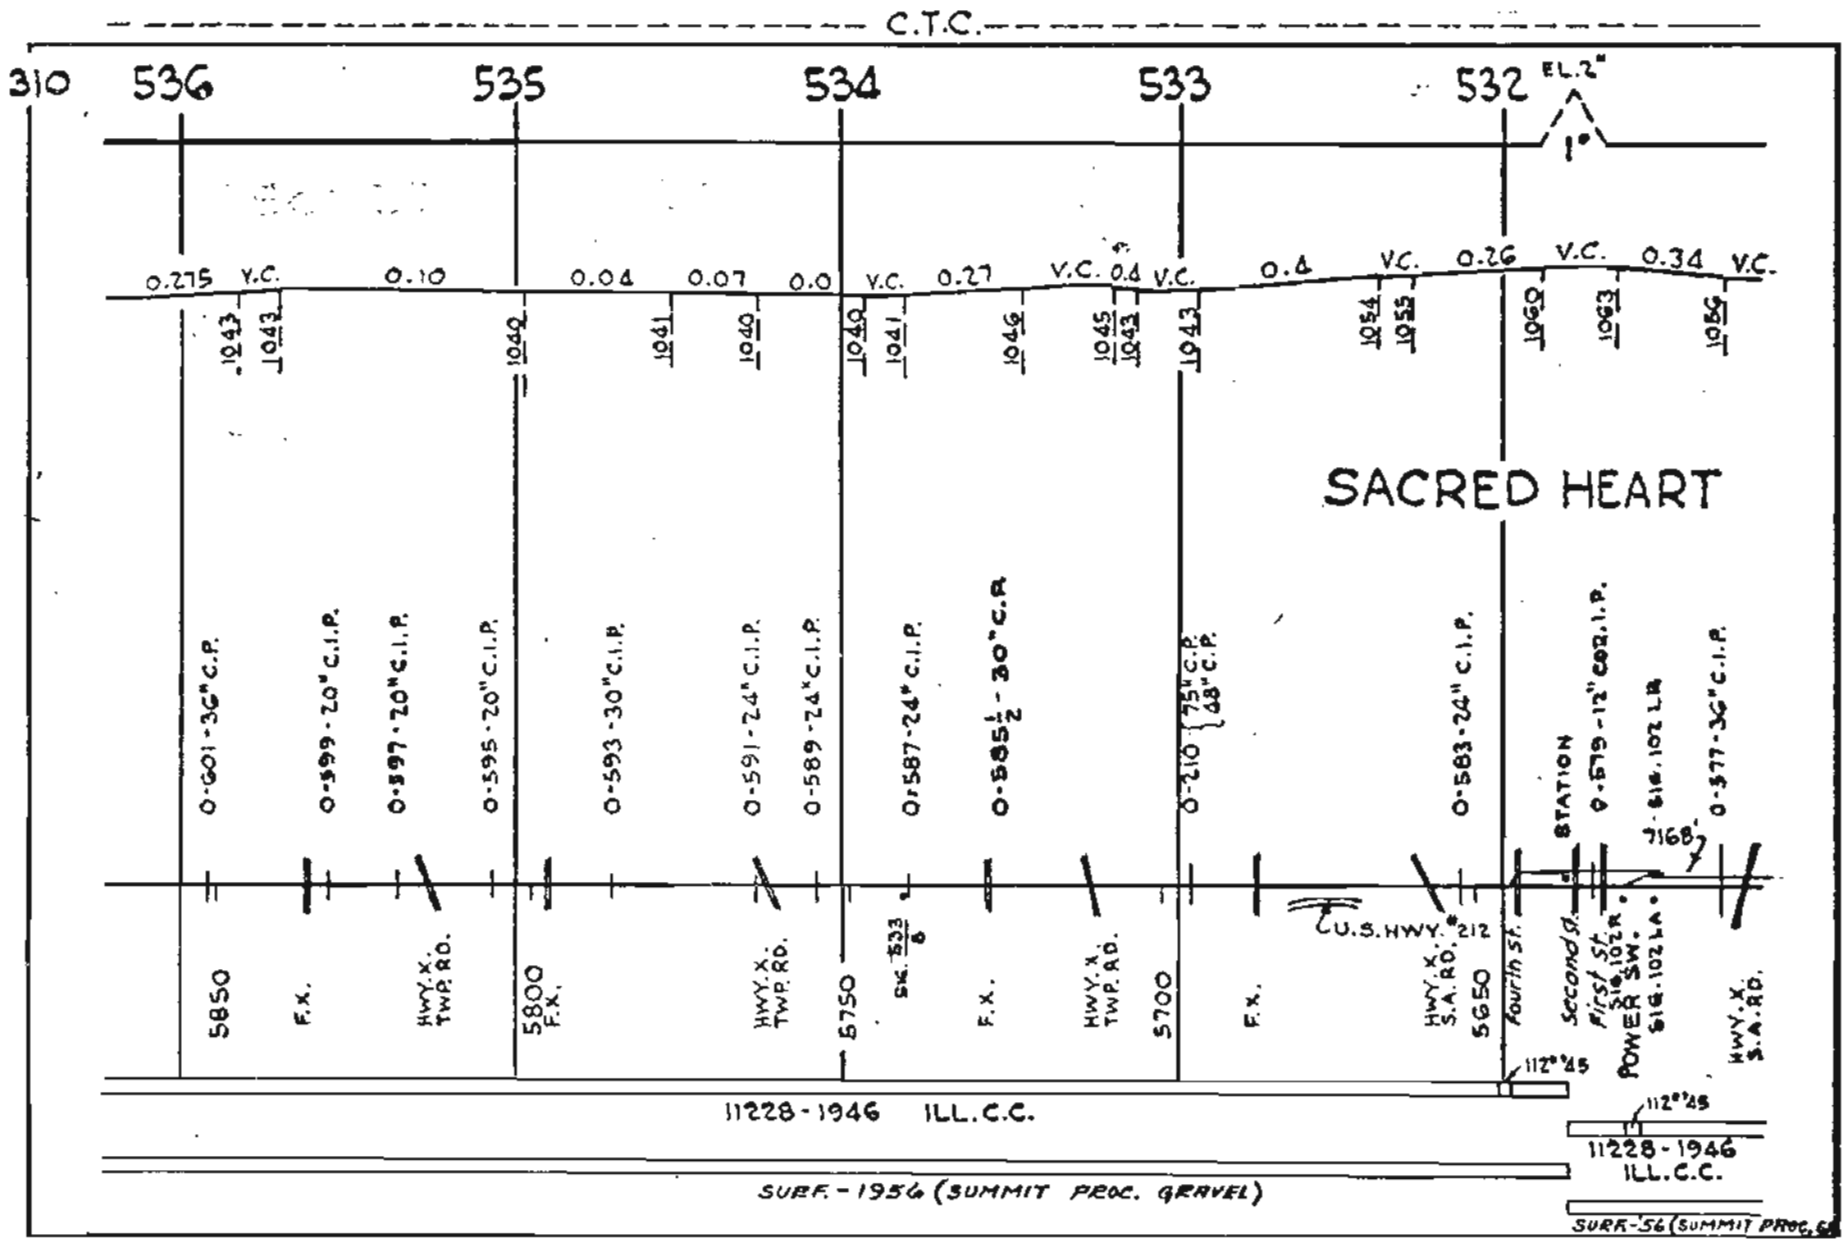 C.T.C.
310
536
535
534
533
532
EL.2"
1°
0.275
V.C.
0.10
0.04
0.07
0.0
V.C.
0.27
V.C.
0.4
V.C.
0.4
V.C.
0.26
V.C.
0.34
V.C.
1043
1043
1040
1041
1040
1040
1041
1046
1045
1043
1043
1054
1055
1060
1063
1056
SACRED HEART
0-601-36" C.P.
0-599-20" C.I.P.
0-597-20" C.I.P.
0-595-20" C.I.P.
0-593-30" C.I.P.
0-591-24" C.I.P.
0-589-24" C.I.P.
0-587-24" C.I.P.
0-585½-30" C.P.
0-210 { 75" C.P.
48" C.P.
0-583-24" C.I.P.
STATION
0-579-12" COR.I.P.
SIG.102 LB
7168'
0-577-36" C.I.P.
5850
F.X.
HWY. X.
TWP. RD.
5800
F.X.
HWY. X.
TWP. RD.
5750
SIG. 533
8
F.X.
HWY. X.
TWP. RD.
5700
F.X.
U.S. HWY. #212
HWY. X.
S.A. RD.
5650
Fourth St.
Second St.
First St.
SIG.102R
POWER SW.
SIG.102LA
HWY. X.
S.A. RD.
112# '45
11228-1946 ILL.C.C.
112# '45
11228-1946
ILL.C.C.
SURF.-1956 (SUMMIT PROC. GRAVEL)
SURF.-'56 (SUMMIT PROC.